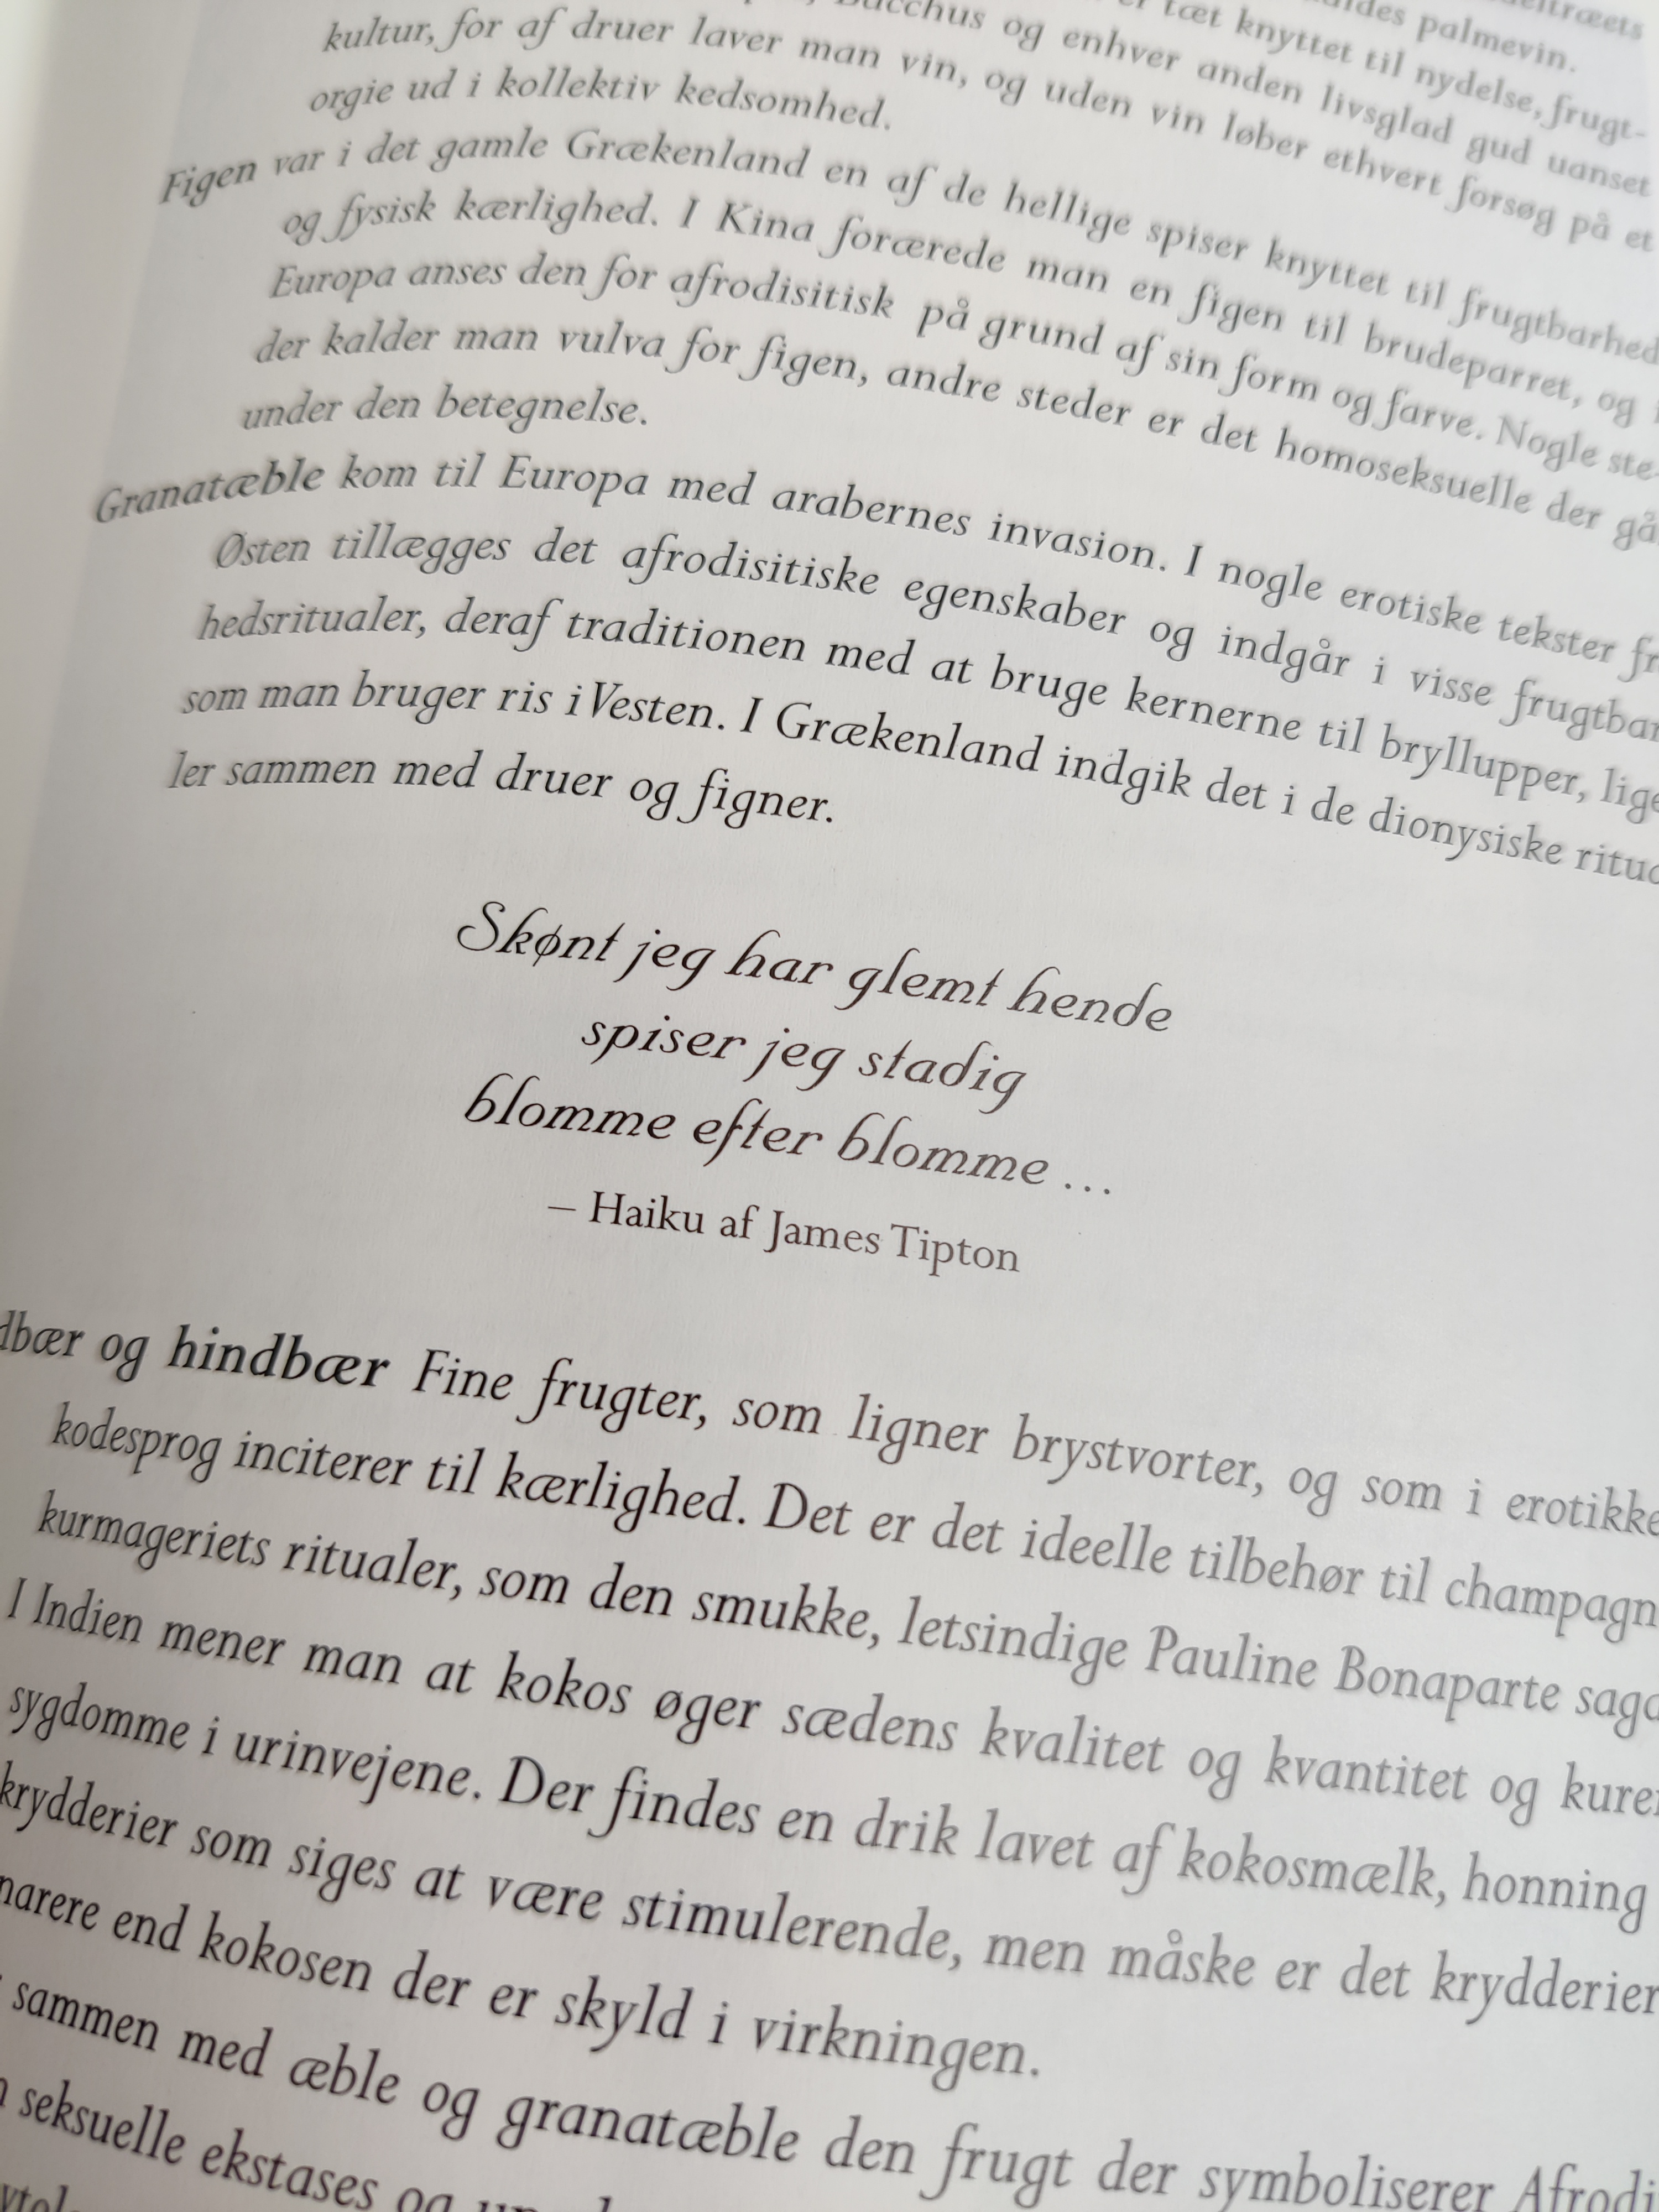 palmevin.
Bacchus og enhver tæt knyttet til nydelse, frugt-
kultur, for af druer laver man vin, og uden anden livsglad gud uanset
orgie ud i kollektiv kedsomhed. vin løber ethvert forsøg på et
Figen var i det gamle Grækenland en af de hellige spiser knyttet til frugtbarhed
og fysisk kærlighed. I Kina forærede man en figen til brudeparret, og
Europa anses den for afrodisitisk på grund af sin form og farve. Nogle ste-
der kalder man vulva for figen, andre steder er det homoseksuelle der
under den betegnelse.
Granatæble kom til Europa med arabernes invasion. I nogle erotiske tekster
Østen tillægges det afrodisitiske egenskaber og indgår i visse
hedsritualer, deraf traditionen med at bruge kernerne til bryllupper,
som man bruger ris i Vesten. I Grækenland indgik det i de dionysiske
ler sammen med druer og figner.
Skønt jeg har glemt hende
spiser jeg stadig
blomme efter blomme ...
– Haiku af James Tipton
og hindbær Fine frugter, som ligner brystvorter, og som i
kodesprog inciterer til kærlighed. Det er det ideelle tilbehør til
kurmageriets ritualer, som den smukke, letsindige Pauline Bonaparte
I Indien mener man at kokos øger sædens kvalitet og kvantitet og
sygdomme i urinvejene. Der findes en drik lavet af kokosmælk, honning
krydderier som siges at være stimulerende, men måske er det
end kokosen der er skyld i virkningen.
sammen med æble og granatæble den frugt der symboliserer
seksuelle ekstases og